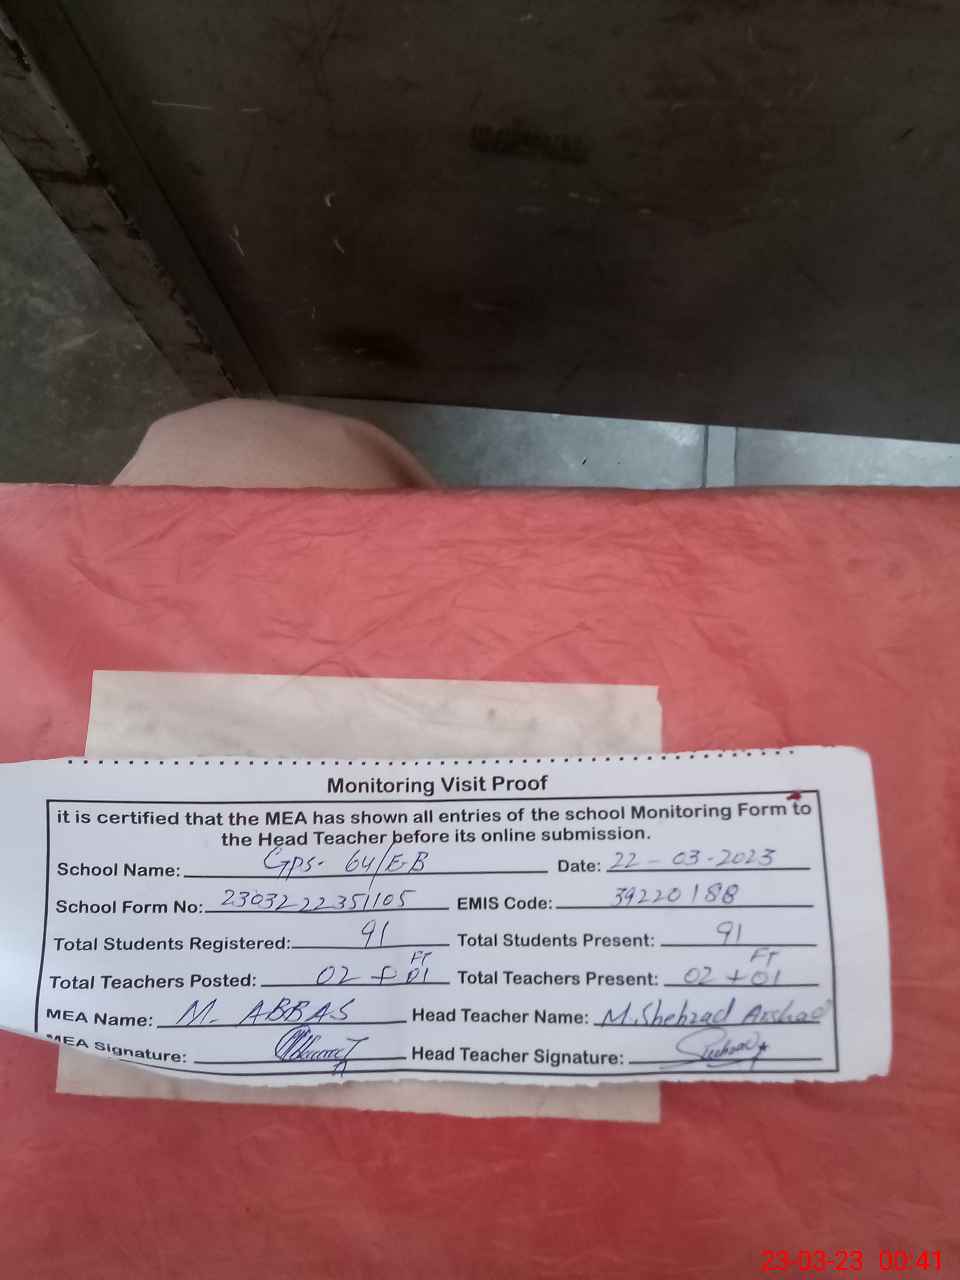 Monitoring Visit Proof
it is certified that the MEA has shown all entries of the school Monitoring Form to
the Head Teacher before its online submission.
School Name: GPS. 64/EB Date: 22-03-2023
School Form No: 2303222351105 EMIS Code: 39220188
Total Students Registered: 91 Total Students Present: 91
Total Teachers Posted: 02 + 01 FT Total Teachers Present: 02 + 01 FT
MEA Name: M. ABBAS Head Teacher Name: M. Shehzad Arshad
MEA Signature: Head Teacher Signature:
23-03-23 00:41